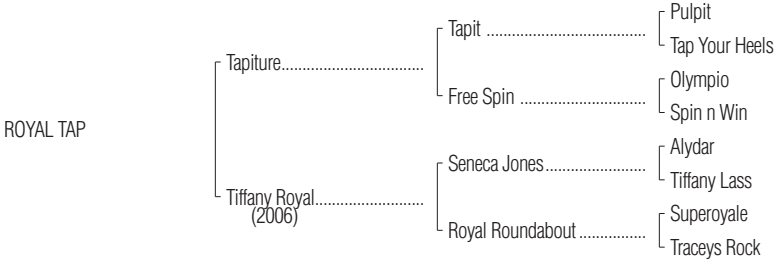 Pulpit
Tapit ................................
Tap Your Heels
Tapiture.................................
Olympio
Free Spin .........................
Spin n Win
ROYAL TAP
Alydar
Seneca Jones....................
Tiffany Lass
Tiffany Royal.........................
(2006)
Superoyale
Royal Roundabout .............
Traceys Rock